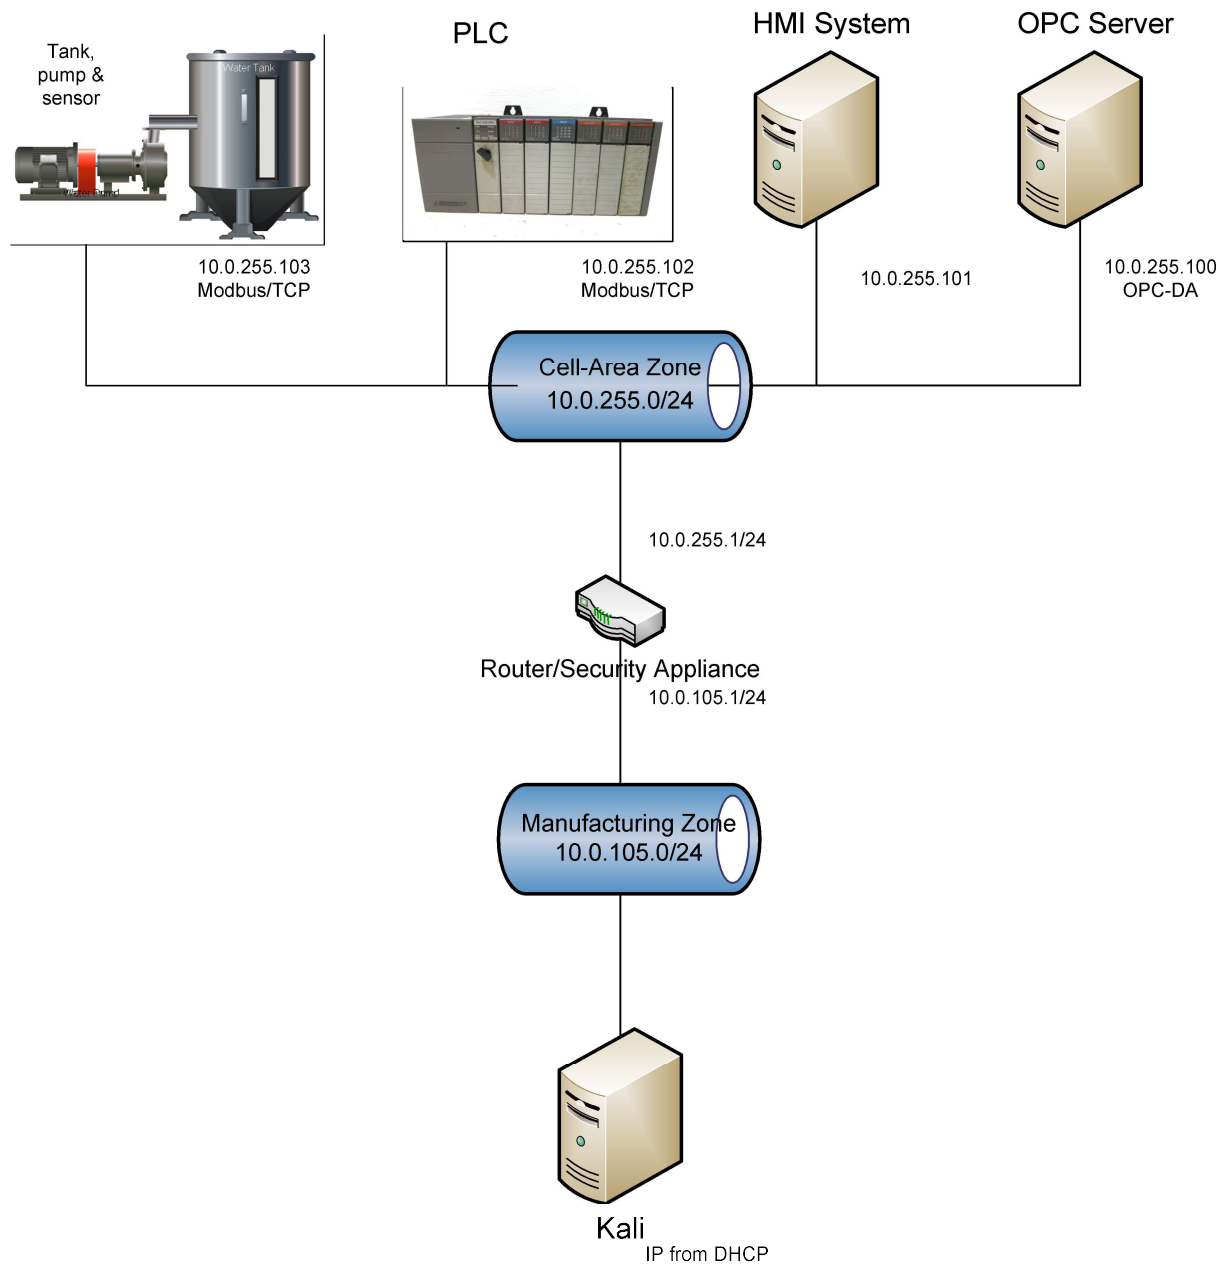 Tank,
pump &
sensor
Water Tank
Water Pump
PLC
HMI System
OPC Server
10.0.255.103
Modbus/TCP
10.0.255.102
Modbus/TCP
10.0.255.101
10.0.255.100
OPC-DA
Cell-Area Zone
10.0.255.0/24
10.0.255.1/24
Router/Security Appliance
10.0.105.1/24
Manufacturing Zone
10.0.105.0/24
Kali
IP from DHCP